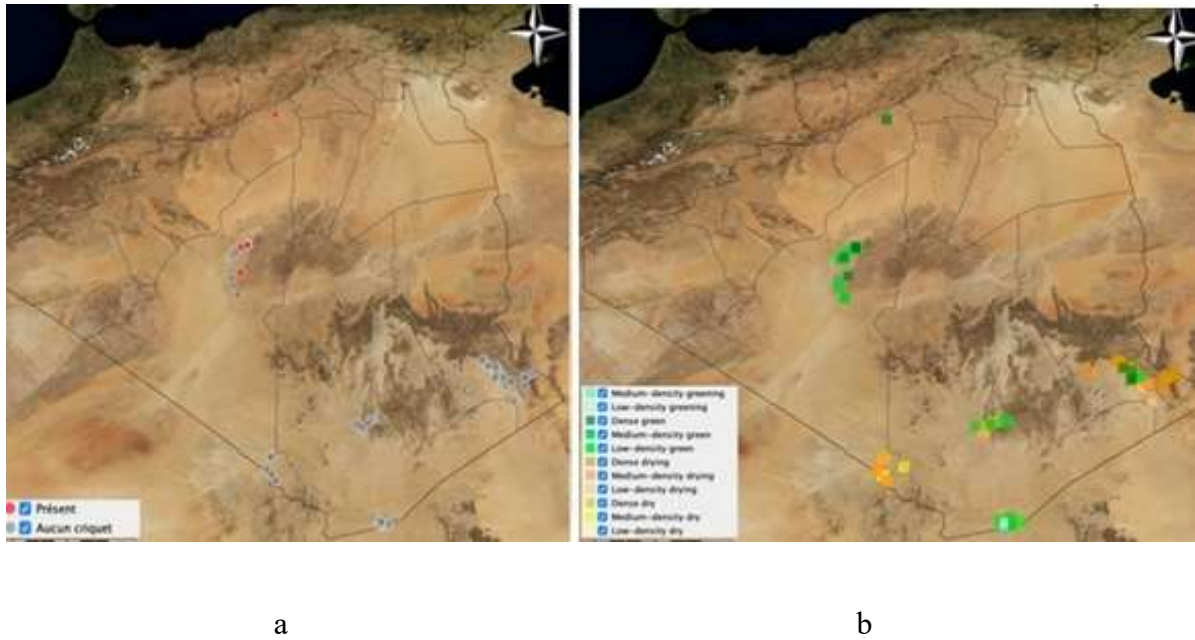 Présent
Aucun criquet
Medium-density greening
Low-density greening
Dense green
Medium-density green
Low-density green
Dense drying
Medium-density drying
Low-density drying
Dense dry
Medium-density dry
Low-density dry
a
b